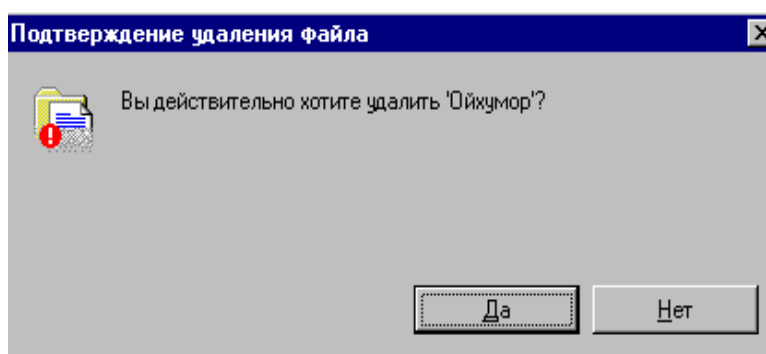 Подтверждение удаления файла
Вы действительно хотите удалить 'Ойхумор'?
Да
Нет